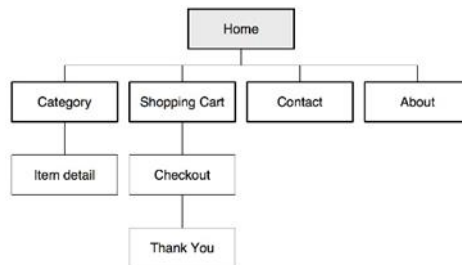 Home
Category
Shopping Cart
Contact
About
Item detail
Checkout
Thank You